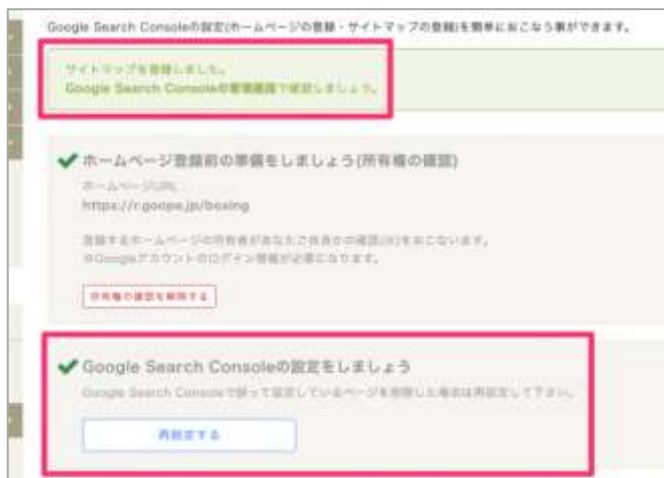 Google Search Consoleの設定(ホームページの登録・サイトマップの登録)を簡単におこなう事ができます。
サイトマップを登録しました。
Google Search Consoleの管理画面で確認しましょう。
ホームページ登録前の準備をしましょう(所有権の確認)
ホームページURL：
https://r.goope.jp/boxing
登録するホームページの所有者があなたご自身かの確認(※)をおこないます。
※Googleアカウントのログイン情報が必要になります。
所有権の確認を解除する
Google Search Consoleの設定をしましょう
Google Search Consoleで誤って設定しているページを削除した場合は再設定して下さい。
再設定する